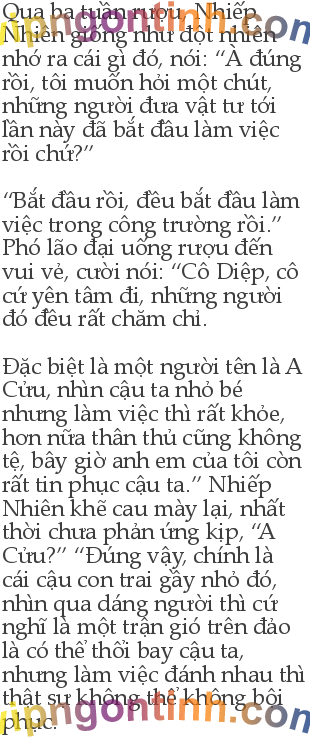 Qua ba tuần rượu, Nhiếp
Nhiên giống như đột nhiên
nhớ ra cái gì đó, nói: “À đúng
rồi, tôi muốn hỏi một chút,
những người đưa vật tư tới
lần này đã bắt đầu làm việc
rồi chứ?”
“Bắt đầu rồi, đều bắt đầu làm
việc trong công trường rồi.”
Phó lão đại uống rượu đến
vui vẻ, cười nói: “Cô Diệp, cô
cứ yên tâm đi, những người
đó đều rất chăm chỉ.
Đặc biệt là một người tên là A
Cửu, nhìn cậu ta nhỏ bé
nhưng làm việc thì rất khỏe,
hơn nữa thân thủ cũng không
tệ, bây giờ anh em của tôi còn
rất tin phục cậu ta.” Nhiếp
Nhiên khẽ cau mày lại, nhất
thời chưa phản ứng kịp, “A
Cửu?” “Đúng vậy, chính là
cái cậu con trai gầy nhỏ đó,
nhìn qua dáng người thì cứ
nghĩ là một trận gió trên đảo
là có thể thổi bay cậu ta,
nhưng làm việc đánh nhau thì
thật sự không thể không bội
phục.
vipngontinh.com
vipngontinh.com